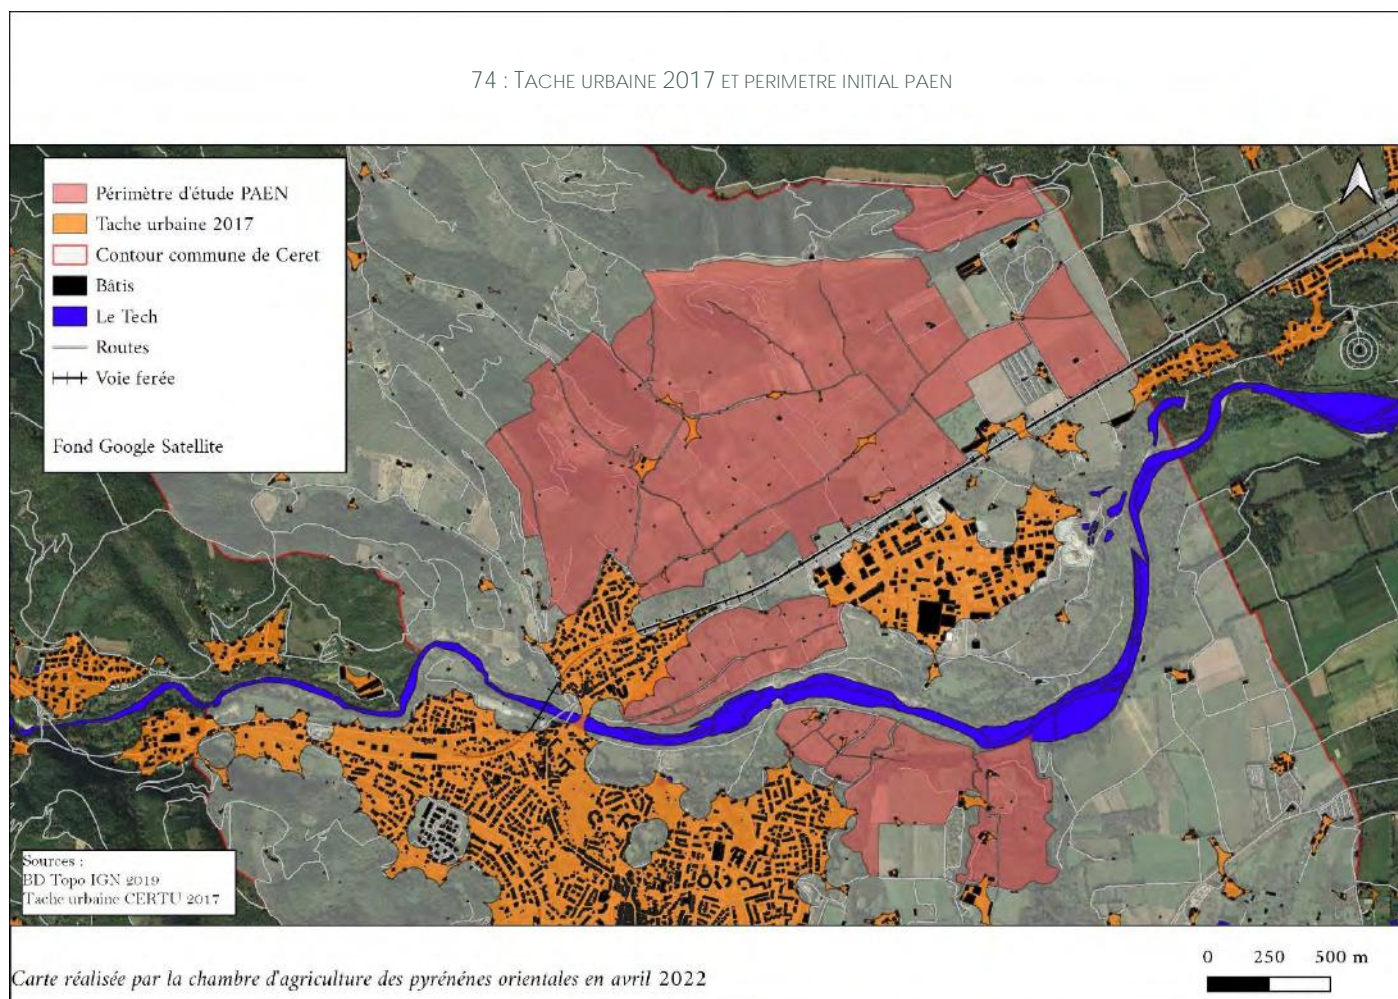 74 : TACHE URBAINE 2017 ET PERIMETRE INITIAL PAEN
Périmètre d'étude PAEN
Tache urbaine 2017
Contour commune de Ceret
Bâtis
Le Tech
Routes
Voie ferée
Fond Google Satellite
Sources :
BD Topo IGN 2019
Tache urbaine CERTU 2017
0 250 500 m
Carte réalisée par la chambre d'agriculture des pyrénénes orientales en avril 2022